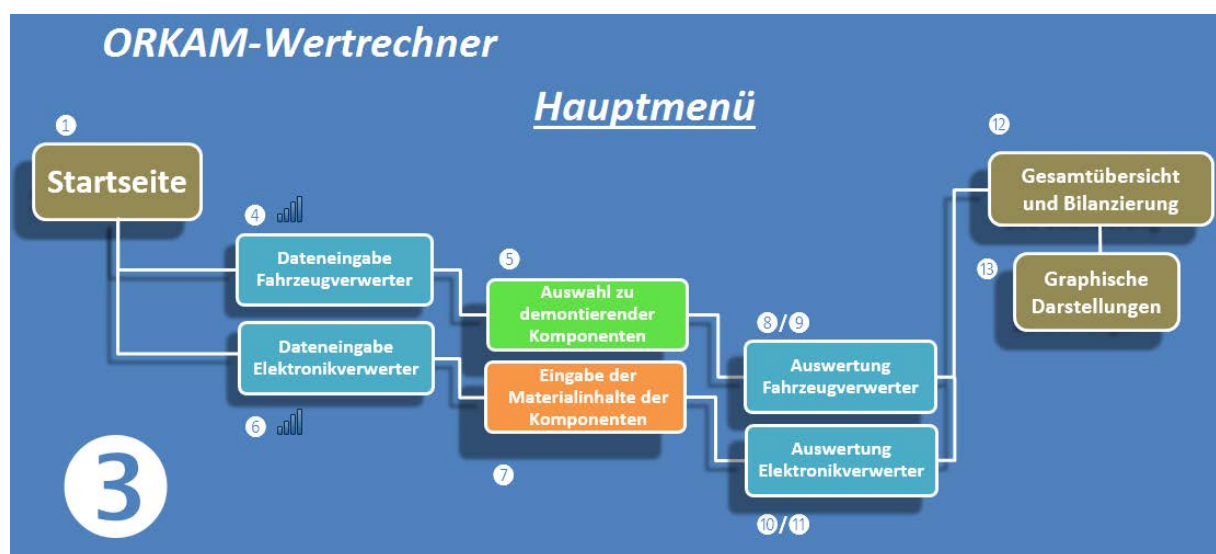 ORKAM-Wertrechner
Hauptmenü
1
Startseite
4
Dateneingabe
Fahrzeugverwerter
Dateneingabe
Elektronikverwerter
6
5
Auswahl zu
demontierender
Komponenten
Eingabe der
Materialinhalte der
Komponenten
7
8/9
Auswertung
Fahrzeugverwerter
Auswertung
Elektronikverwerter
10/11
12
Gesamtübersicht
und Bilanzierung
13
Graphische
Darstellungen
3